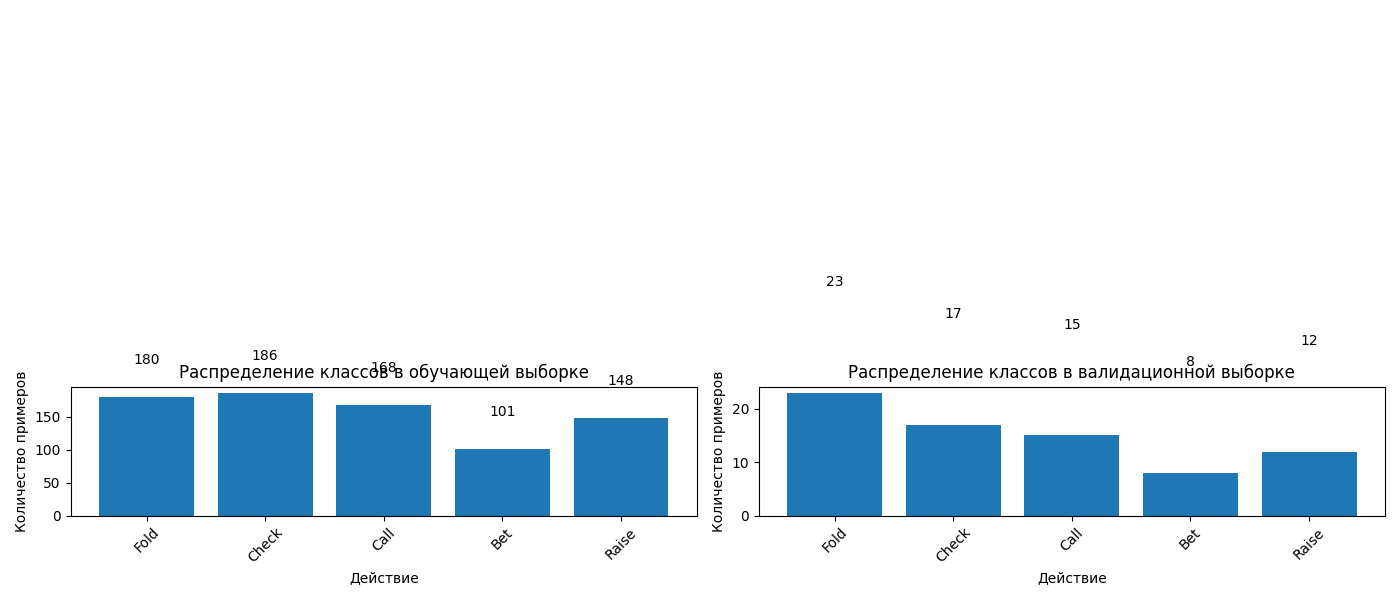 180
186
168
101
148
Распределение классов в обучающей выборке
Количество примеров
150
100
50
0
Fold
Check
Call
Bet
Raise
Действие
23
17
15
8
12
Распределение классов в валидационной выборке
Количество примеров
20
10
0
Fold
Check
Call
Bet
Raise
Действие